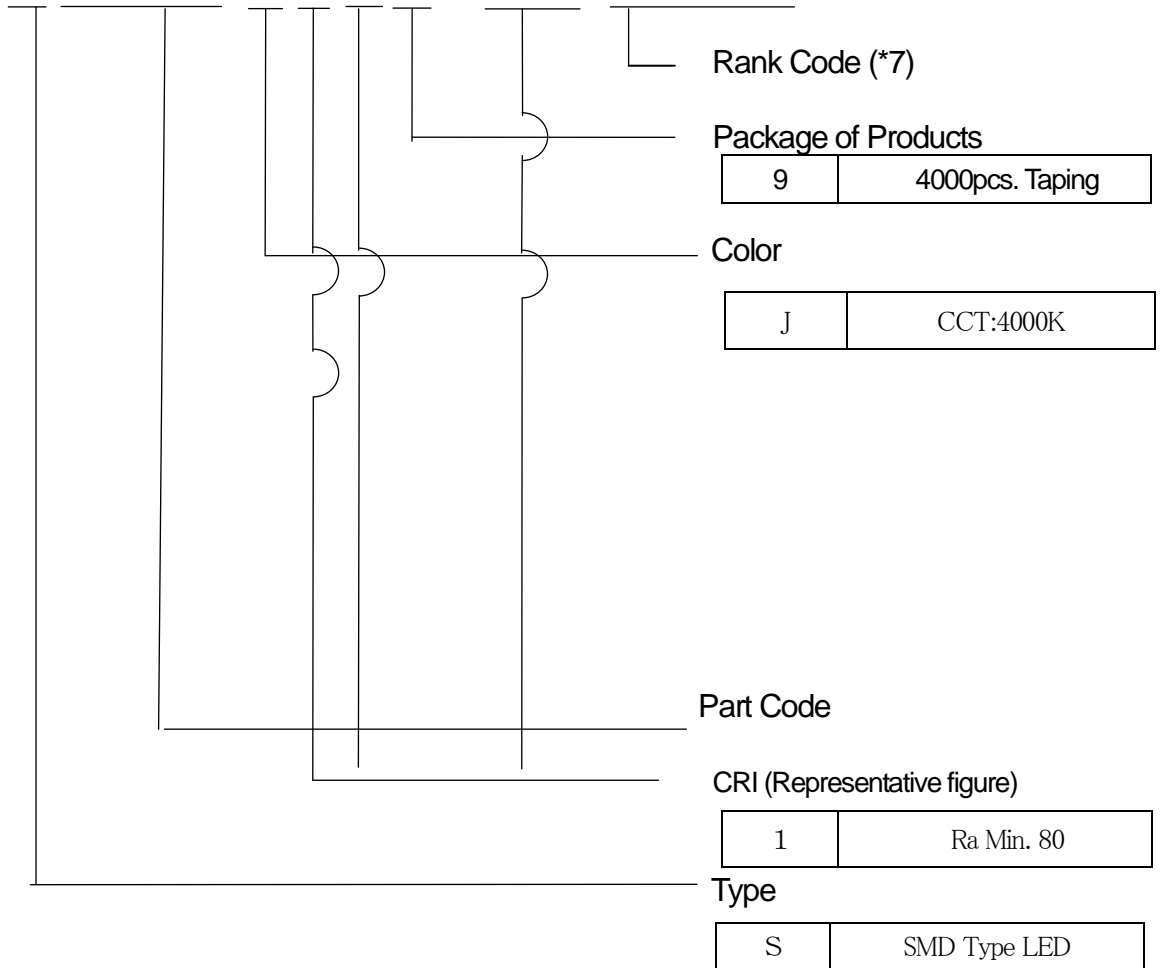 Rank Code (*7)
Package of Products
9 4000pcs. Taping
Color
J CCT:4000K
Part Code
CRI (Representative figure)
1 Ra Min. 80
Type
S SMD Type LED